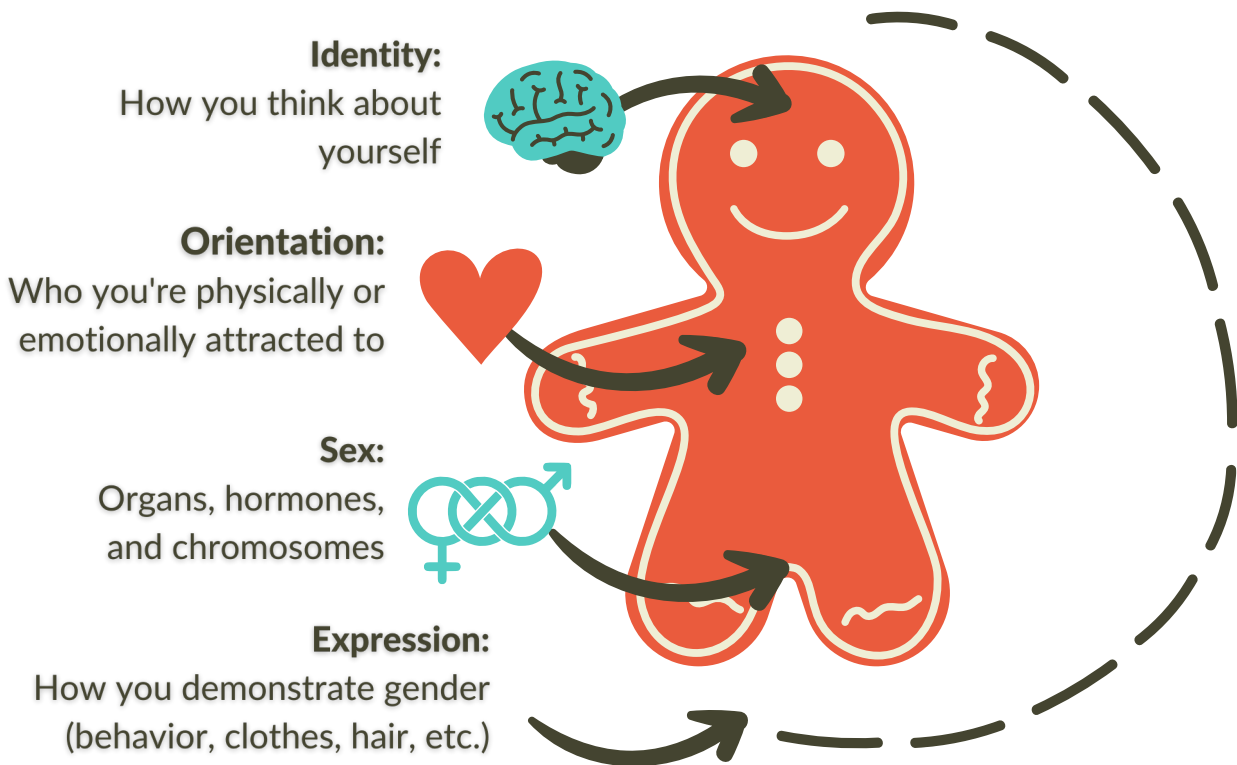 Identity:
How you think about
yourself
Orientation:
Who you're physically or
emotionally attracted to
Sex:
Organs, hormones,
and chromosomes
Expression:
How you demonstrate gender
(behavior, clothes, hair, etc.)